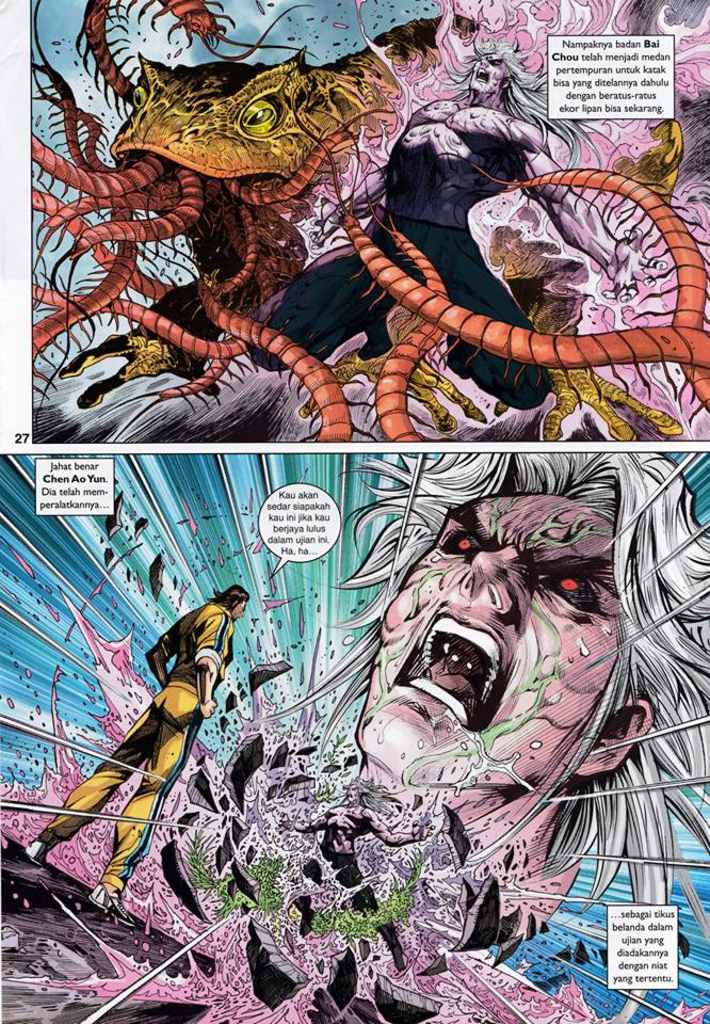 Nampaknya badan Bai
Chou telah menjadi medan
pertempuran untuk katak
bisa yang ditelannya dahulu
dengan beratus-ratus
ekor lipan bisa sekarang.
27
Jahat benar
Chen Ao Yun.
Dia telah mem-
peralatkannya...
Kau akan
sedar siapakah
kau ini jika kau
berjaya lulus
dalam ujian ini.
Ha, ha...
...sebagai tikus
belanda dalam
ujian yang
diadakannya
dengan niat
yang tertentu.